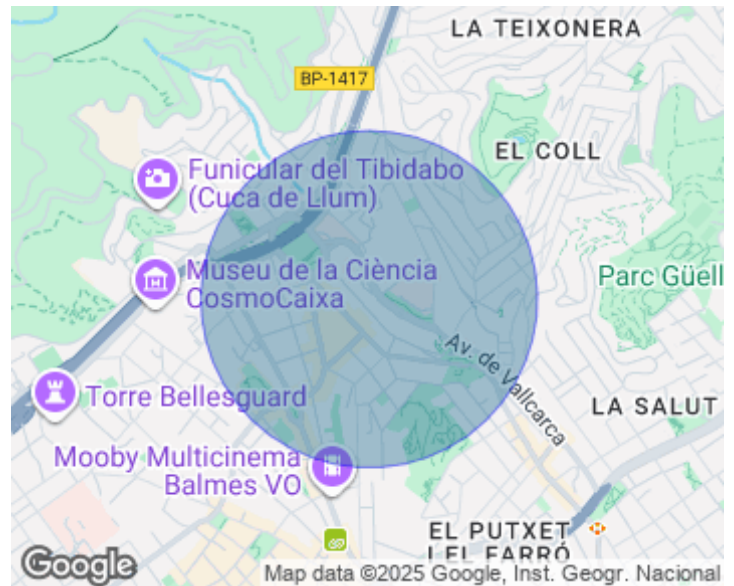 LA TEIXONERA
BP-1417
EL COLL
Funicular del Tibidabo
(Cuca de Llum)
Museu de la Ciència
CosmoCaixa
Parc Güell
Av. de Vallcarca
Torre Bellesguard
LA SALUT
Mooby Multicinema
Balmes VO
EL PUTXET
I EL FARRÓ
Google
Map data ©2025 Google, Inst. Geogr. Nacional